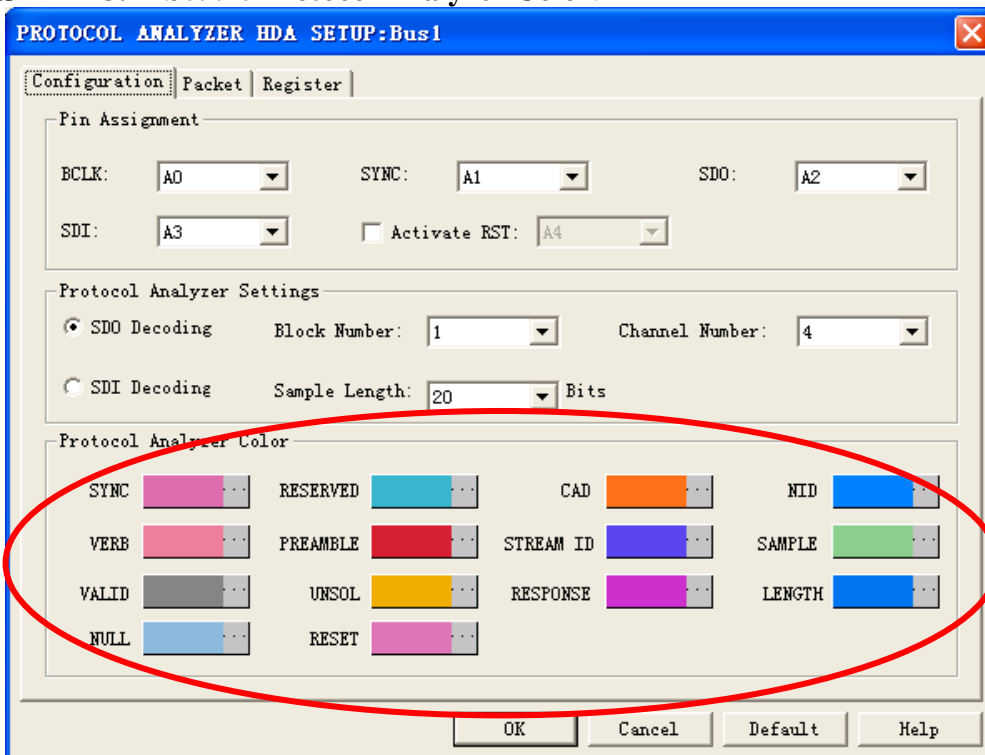 PROTOCOL ANALYZER HDA SETUP:Bus1
Configuration Packet Register
Pin Assignment
BCLK: A0 SYNC: A1 SDO: A2
SDI: A3 Activate RST: A4
Protocol Analyzer Settings
SDO Decoding Block Number: 1 Channel Number: 4
SDI Decoding Sample Length: 20 Bits
Protocol Analyzer Color
SYNC ... RESERVED ... CAD ... NID ...
VERB ... PREAMBLE ... STREAM ID ... SAMPLE ...
VALID ... UNSOL ... RESPONSE ... LENGTH ...
NULL ... RESET ...
OK Cancel Default Help